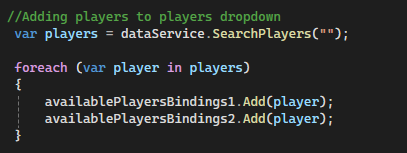 //Adding players to players dropdown
var players = dataService.SearchPlayers("");
foreach (var player in players)
{
availablePlayersBindings1.Add(player);
availablePlayersBindings2.Add(player);
}